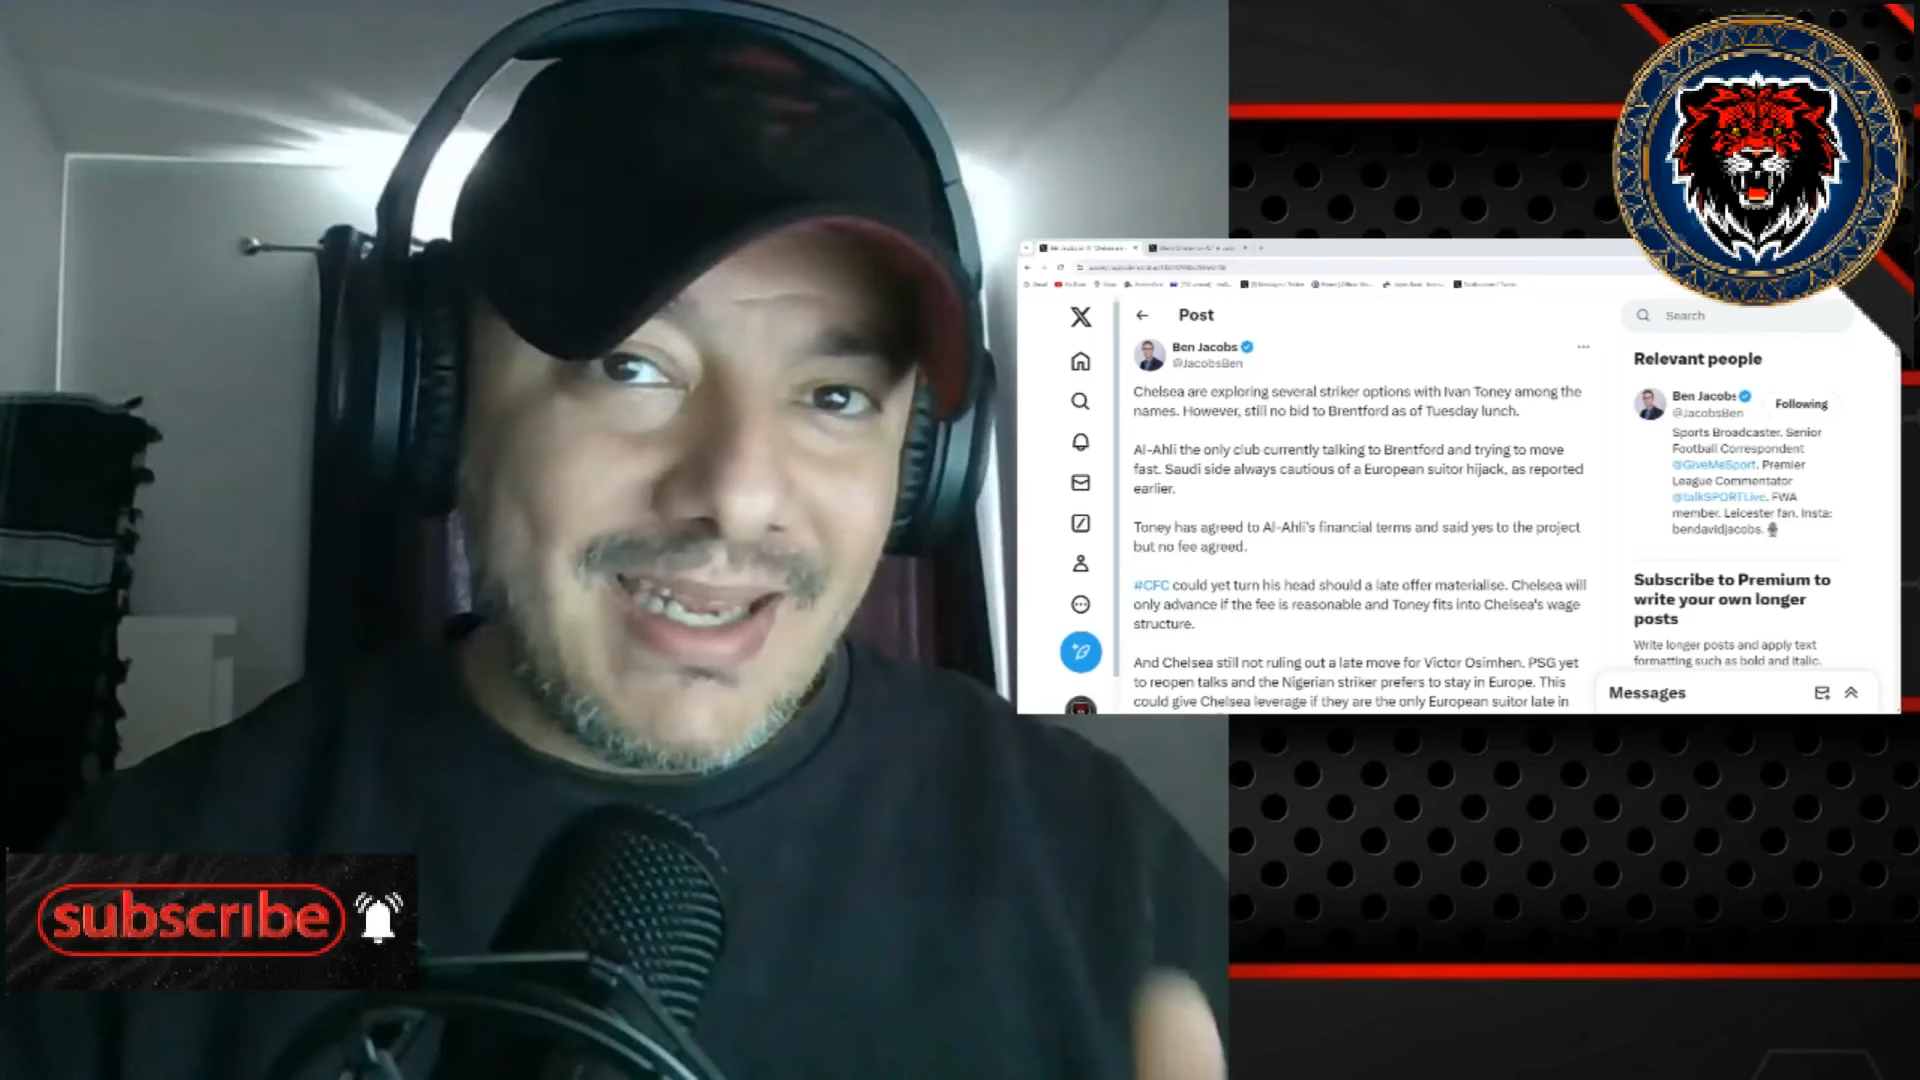 Post
Search
Ben Jacobs
@JacobsBen
Chelsea are exploring several striker options with Ivan Toney among the
names. However, still no bid to Brentford as of Tuesday lunch.
Al-Ahli the only club currently talking to Brentford and trying to move
fast. Saudi side always cautious of a European suitor hijack, as reported
earlier.
Toney has agreed to Al-Ahli's financial terms and said yes to the project
but no fee agreed.
#CFC could yet turn his head should a late offer materialise. Chelsea will
only advance if the fee is reasonable and Toney fits into Chelsea's wage
structure.
And Chelsea still not ruling out a late move for Victor Osimhen. PSG yet
to reopen talks and the Nigerian striker prefers to stay in Europe. This
could give Chelsea leverage if they are the only European suitor late in
Relevant people
Ben Jacobs
@JacobsBen
Following
Sports Broadcaster. Senior
Football Correspondent
@GiveMeSport. Premier
League Commentator
@talkSPORTLive. FWA
member. Leicester fan. Insta:
bendavidjacobs.
Subscribe to Premium to
write your own longer
posts
Write longer posts and apply text
formatting such as bold and italic.
Messages
subscribe